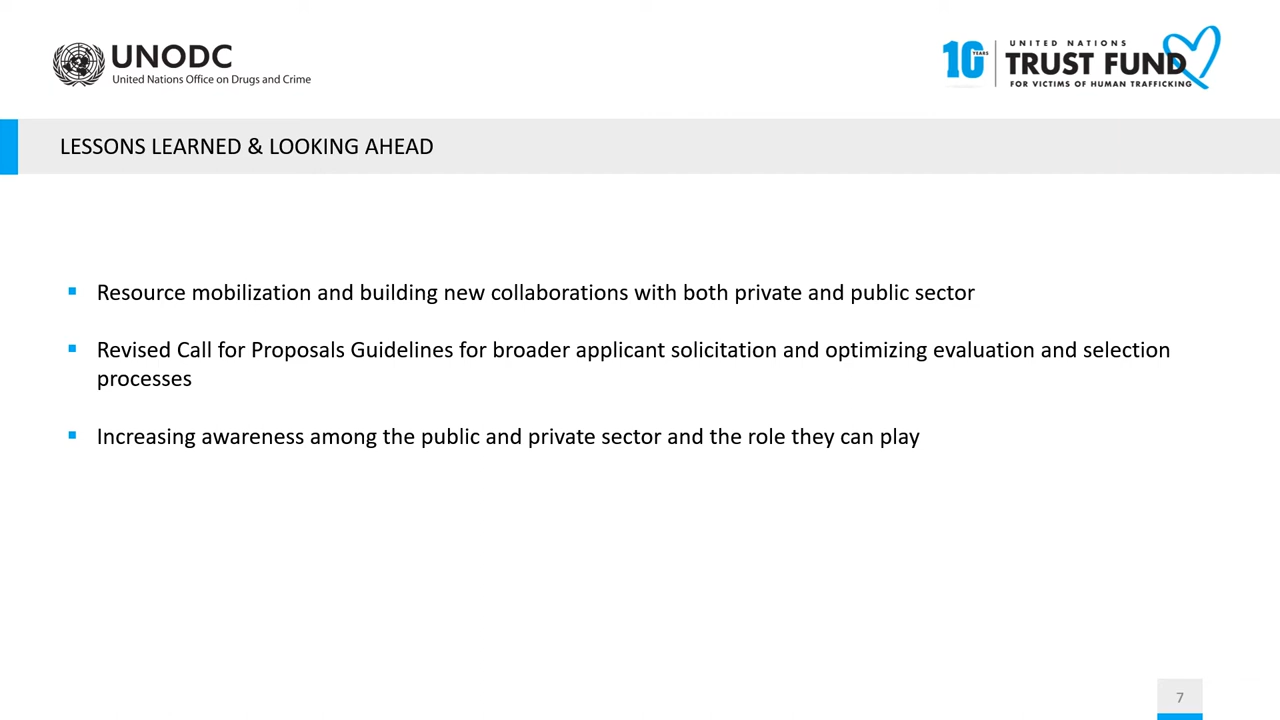 UNODC
United Nations Office on Drugs and Crime
10 YEARS
UNITED NATIONS
TRUST FUND
FOR VICTIMS OF HUMAN TRAFFICKING
LESSONS LEARNED & LOOKING AHEAD
▪ Resource mobilization and building new collaborations with both private and public sector
▪ Revised Call for Proposals Guidelines for broader applicant solicitation and optimizing evaluation and selection
processes
▪ Increasing awareness among the public and private sector and the role they can play
7